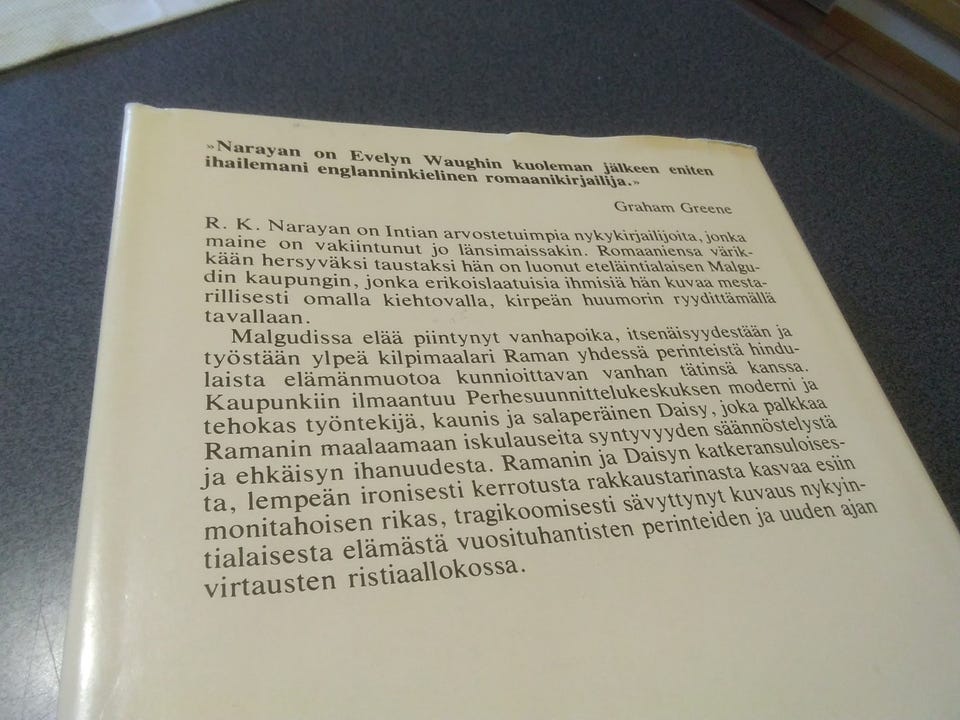 »Narayan on Evelyn Waughin kuoleman jälkeen eniten
ihailemani englanninkielinen romaanikirjailija.»
Graham Greene
R. K. Narayan on Intian arvostetuimpia nykykirjailijoita, jonka
maine on vakiintunut jo länsimaissakin. Romaaniensa värik-
kään hersyväksi taustaksi hän on luonut eteläintialaisen Malgu-
din kaupungin, jonka erikoislaatuisia ihmisiä hän kuvaa mesta-
rillisesti omalla kiehtovalla, kirpeän huumorin ryydittämällä
tavallaan.
Malgudissa elää piintynyt vanhapoika, itsenäisyydestään ja
työstään ylpeä kilpimaalari Raman yhdessä perinteistä hindu-
laista elämänmuotoa kunnioittavan vanhan tätinsä kanssa.
Kaupunkiin ilmaantuu Perhesuunnittelukeskuksen moderni ja
tehokas työntekijä, kaunis ja salaperäinen Daisy, joka palkkaa
Ramanin maalaamaan iskulauseita syntyvyyden säännöstelystä
ja ehkäisyn ihanuudesta. Ramanin ja Daisyn katkeransuloises-
ta, lempeän ironisesti kerrotusta rakkaustarinasta kasvaa esiin
monitahoisen rikas, tragikoomisesti sävyttynyt kuvaus nykyin-
tialaisesta elämästä vuosituhantisten perinteiden ja uuden ajan
virtausten ristiaallokossa.